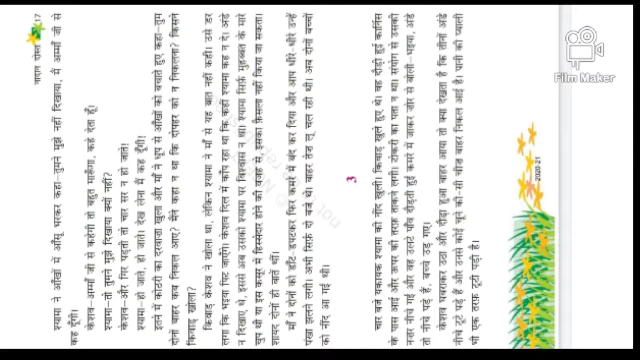 नादान दोस्त 17
श्यामा ने आँखों में आँसू भरकर कहा–तुमने मुझे नहीं दिखाया, मैं अम्माँ जी से
कह दूँगी।
केशव–अम्माँ जी से कहेगी तो बहुत मारूँगा, कहे देता हूँ।
श्यामा–तो तुमने मुझे दिखाया क्यों नहीं?
केशव–और गिर पड़ती तो चार सर न हो जाते!
श्यामा–हो जाते, हो जाते। देख लेना मैं कह दूँगी!
इतने में कोठरी का दरवाज़ा खुला और माँ ने धूप से आँखों को बचाते हुए कहा–तुम
दोनों बाहर कब निकल आए? मैंने कहा न था कि दोपहर को न निकलना? किसने
किवाड़ खोला?
किवाड़ केशव ने खोला था, लेकिन श्यामा ने माँ से यह बात नहीं कही। उसे डर
लगा कि भइया पिट जाएँगे। केशव दिल में काँप रहा था कि कहीं श्यामा कह न दे। अंडे
न दिखाए थे, इससे अब उसको श्यामा पर विश्वास न था। श्यामा सिर्फ़ मुहब्बत के मारे
चुप थी या इस कसूर में हिस्सेदार होने की वजह से, इसका फ़ैसला नहीं किया जा सकता।
शायद दोनों ही बातें थीं।
माँ ने दोनों को डाँट-डपटकर फिर कमरे में बंद कर दिया और आप धीरे-धीरे उन्हें
पंखा झलने लगी। अभी सिर्फ़ दो बजे थे। बाहर तेज़ लू चल रही थी। अब दोनों बच्चों
को नींद आ गई थी।
3
चार बजे यकायक श्यामा की नींद खुली। किवाड़ खुले हुए थे। वह दौड़ी हुई कार्निस
के पास आई और ऊपर की तरफ़ ताकने लगी। टोकरी का पता न था। संयोग से उसकी
नज़र नीचे गई और वह उलटे पाँव दौड़ती हुई कमरे में जाकर ज़ोर से बोली–भइया, अंडे
तो नीचे पड़े हैं, बच्चे उड़ गए।
केशव घबराकर उठा और दौड़ा हुआ बाहर आया तो क्या देखता है कि तीनों अंडे
नीचे टूटे पड़े हैं और उनसे कोई चूने की-सी चीज़ बाहर निकल आई है। पानी की प्याली
भी एक तरफ़ टूटी पड़ी है।
2020-21
Film Maker